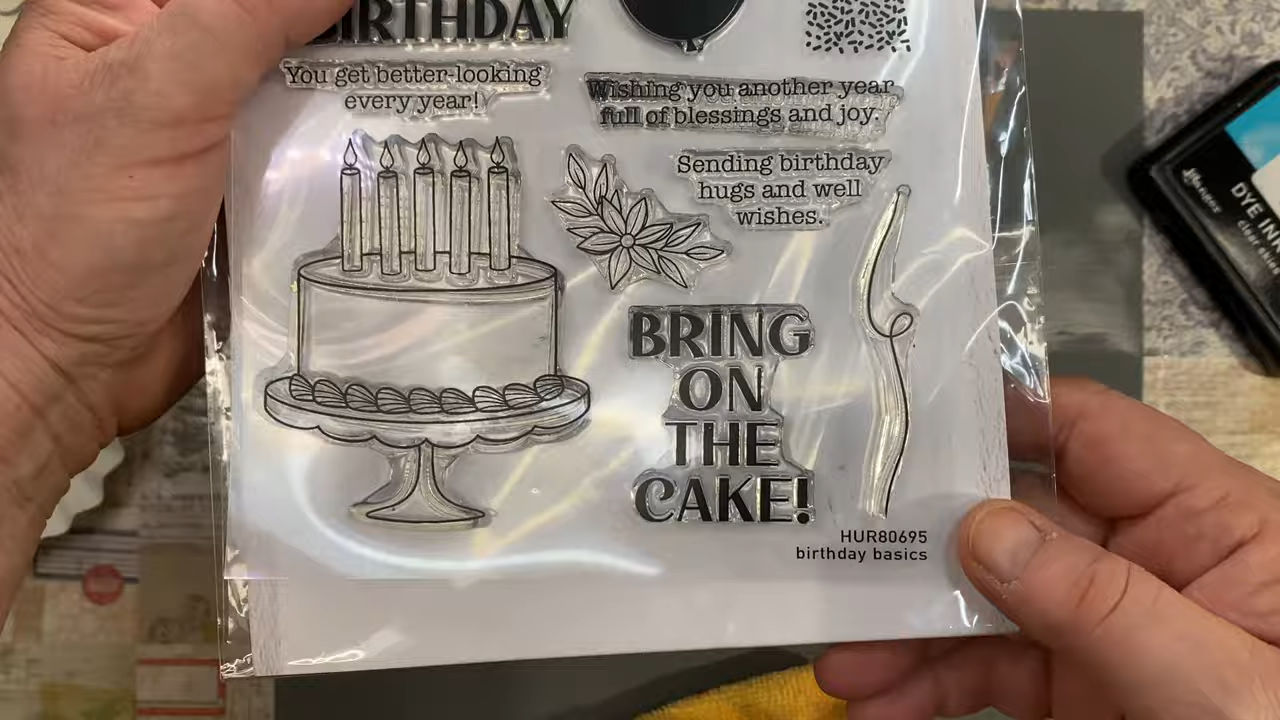 BIRTHDAY
You get better-looking
every year!
Wishing you another year
full of blessings and joy.
Sending birthday
hugs and well
wishes.
BRING
ON
THE
CAKE!
HUR80695
birthday basics
Ranger
DYE INK